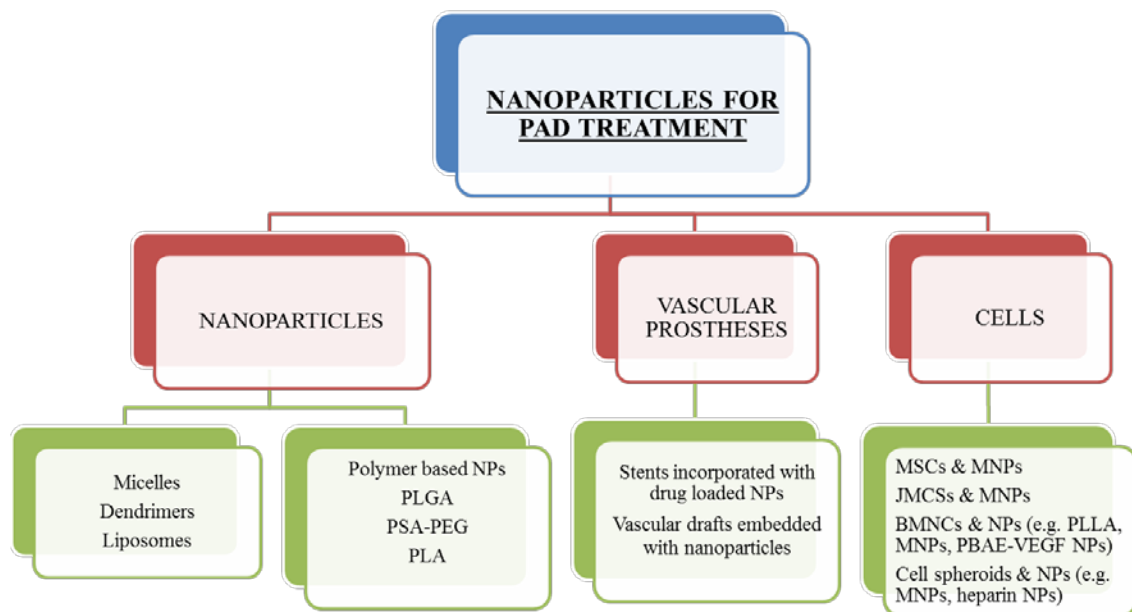 NANOPARTICLES FOR
PAD TREATMENT
NANOPARTICLES
VASCULAR
PROSTHESES
CELLS
Micelles
Dendrimers
Liposomes
Polymer based NPs
PLGA
PSA-PEG
PLA
Stents incorporated with
drug loaded NPs
Vascular drafts embedded
with nanoparticles
MSCs & MNPs
JMCSs & MNPs
BMNCs & NPs (e.g. PLLA,
MNPs, PBAE-VEGF NPs)
Cell spheroids & NPs (e.g.
MNPs, heparin NPs)